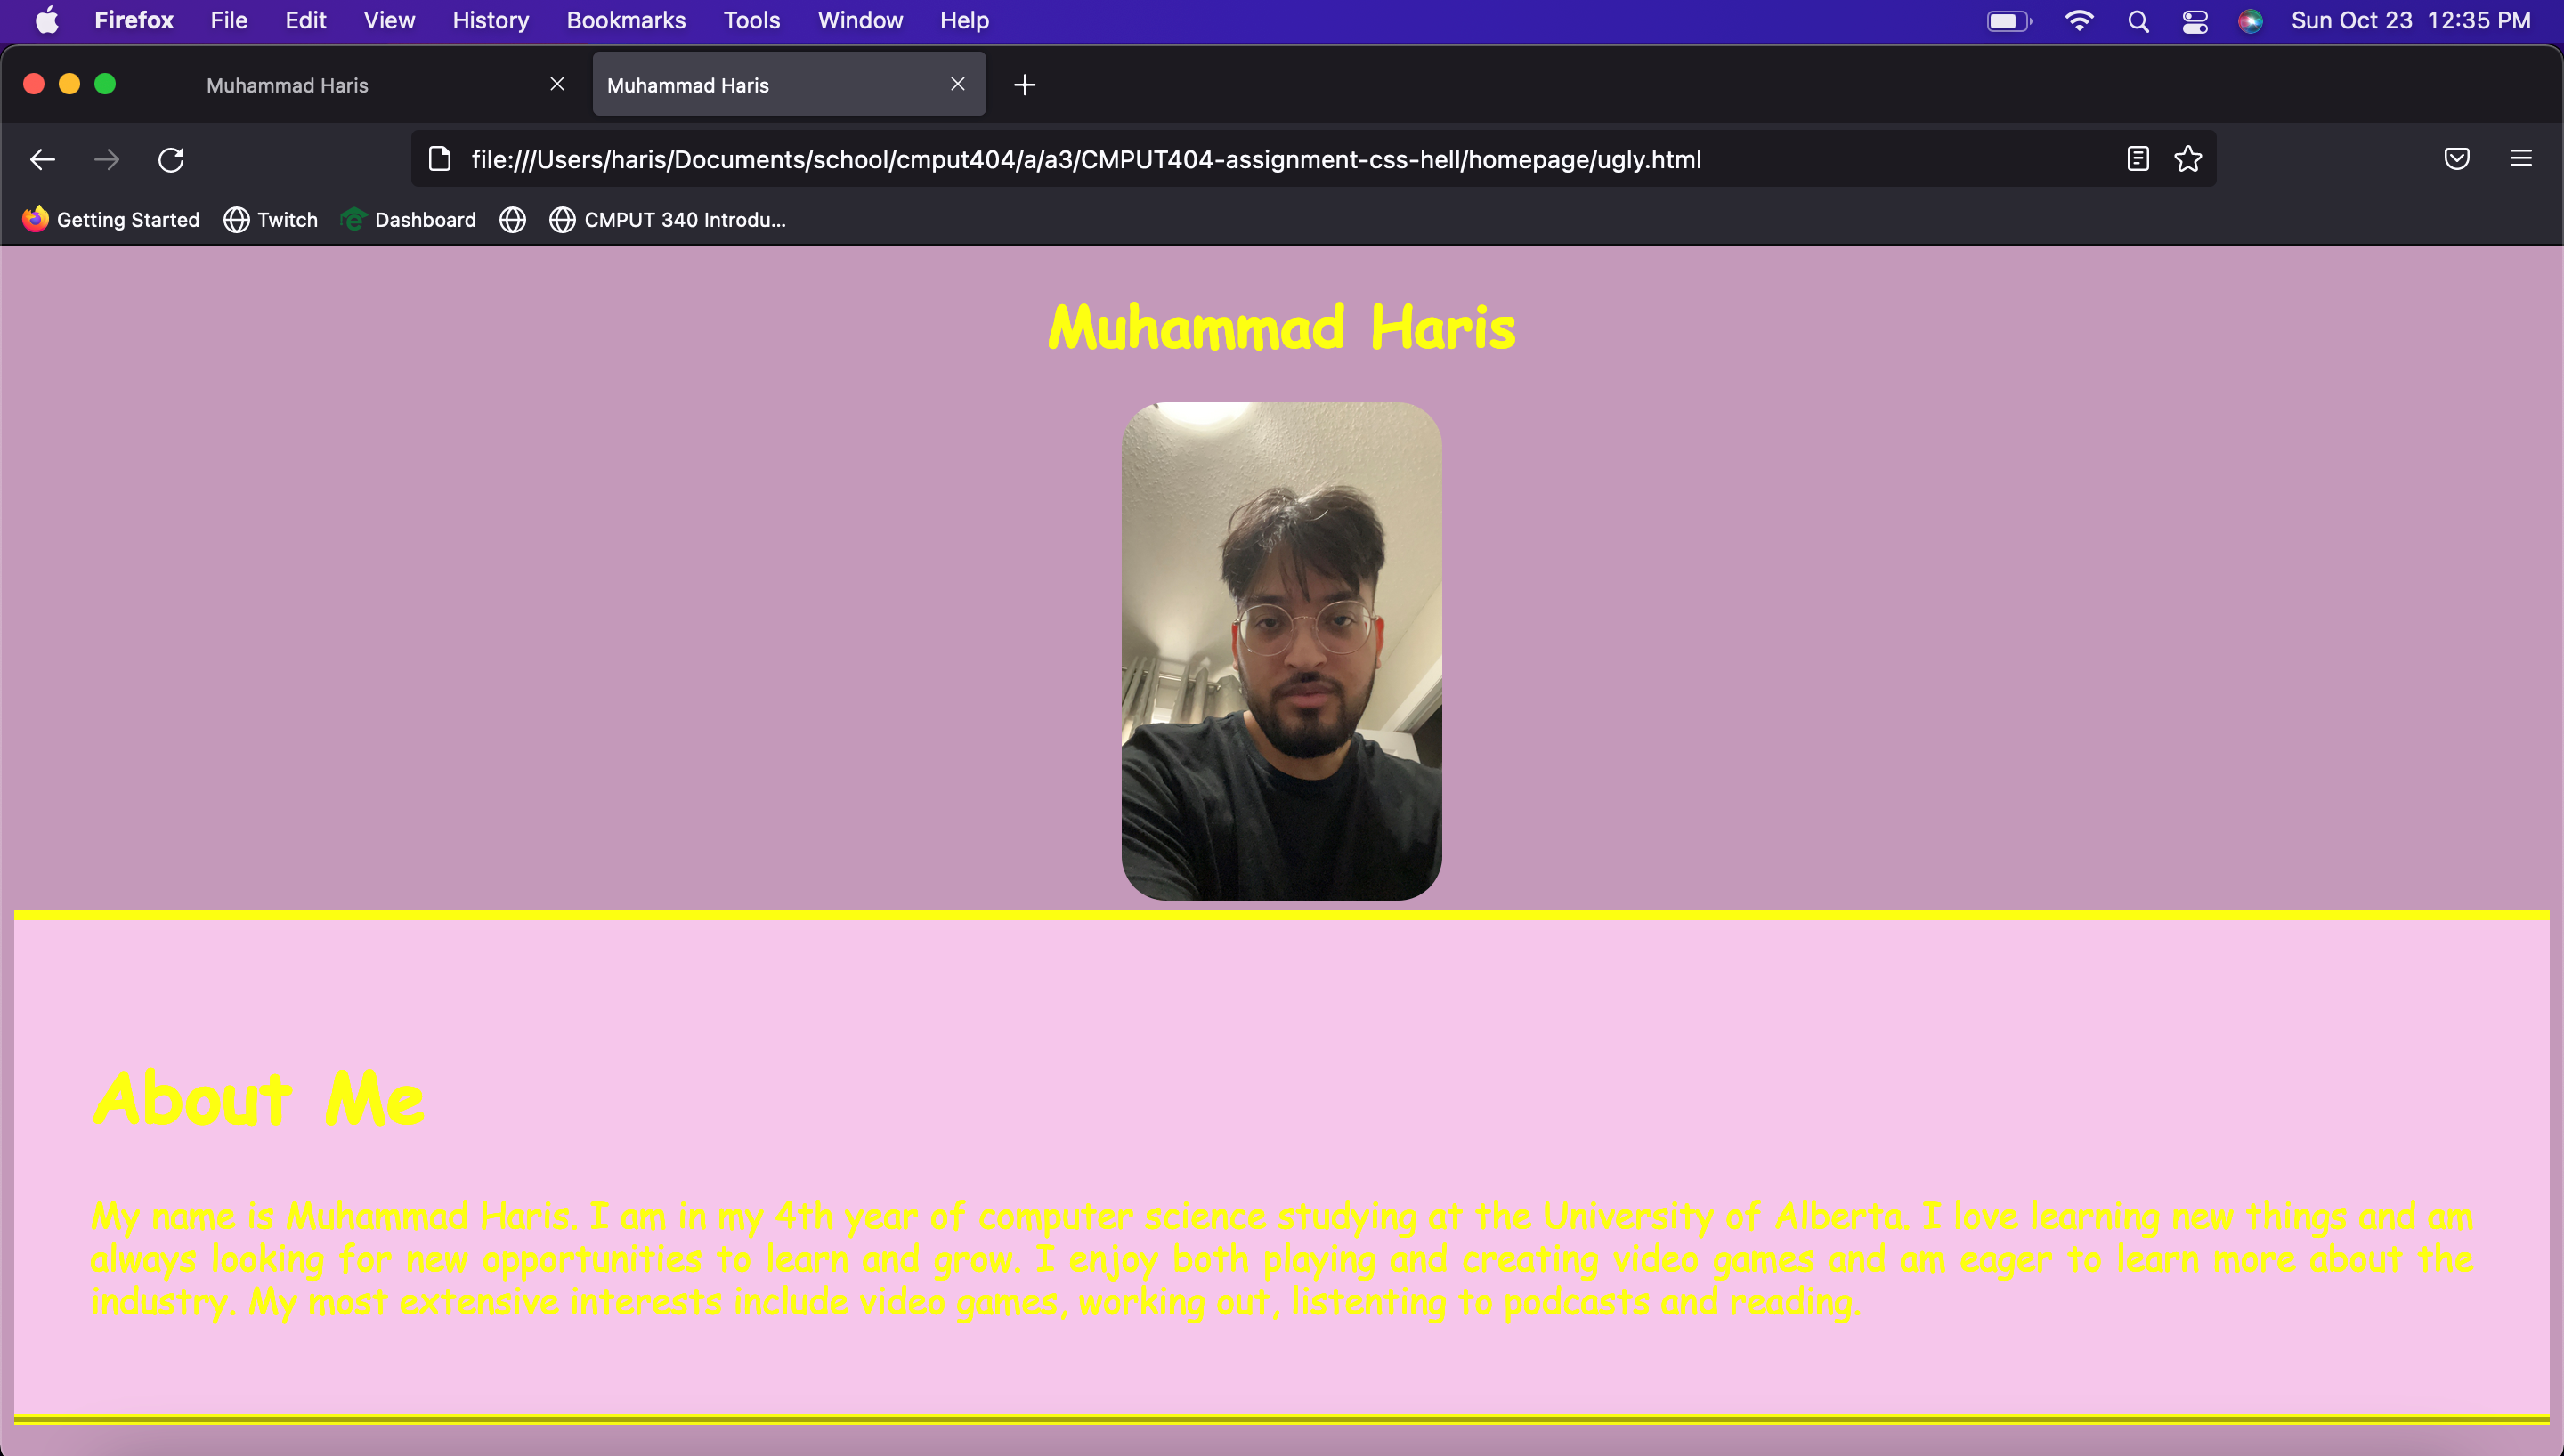 Firefox File Edit View History Bookmarks Tools Window Help Sun Oct 23 12:35 PM
Muhammad Haris Muhammad Haris
file:///Users/haris/Documents/school/cmput404/a/a3/CMPUT404-assignment-css-hell/homepage/ugly.html
Getting Started Twitch Dashboard CMPUT 340 Introdu...
Muhammad Haris
About Me
My name is Muhammad Haris. I am in my 4th year of computer science studying at the University of Alberta. I love learning new things and am
always looking for new opportunities to learn and grow. I enjoy both playing and creating video games and am eager to learn more about the
industry. My most extensive interests include video games, working out, listenting to podcasts and reading.